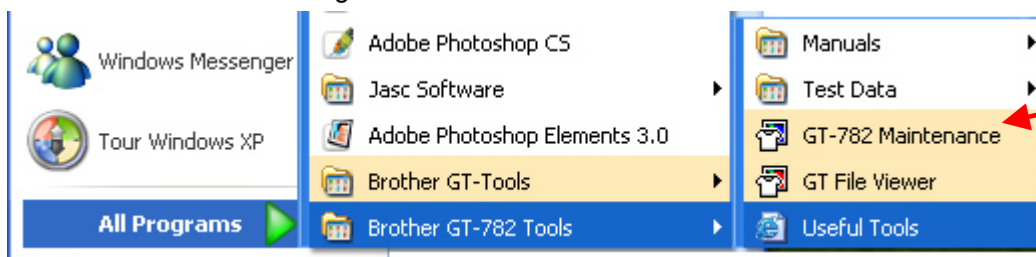 Windows Messenger
Tour Windows XP
All Programs
Adobe Photoshop CS
Jasc Software
Adobe Photoshop Elements 3.0
Brother GT-Tools
Brother GT-782 Tools
Manuals
Test Data
GT-782 Maintenance
GT File Viewer
Useful Tools